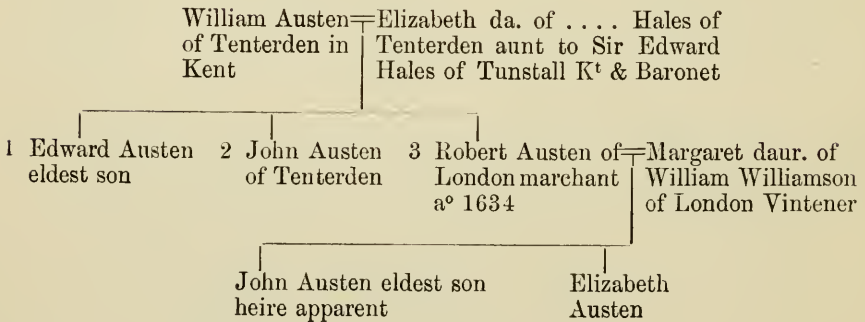 William Austen=Elizabeth da. of .... Hales of
of Tenterden in Tenterden aunt to Sir Edward
Kent Hales of Tunstall Kᵗ & Baronet
1 Edward Austen 2 John Austen 3 Robert Austen of=Margaret daur. of
eldest son of Tenterden London marchant William Williamson
aᵒ 1634 of London Vintener
John Austen eldest son Elizabeth
heire apparent Austen